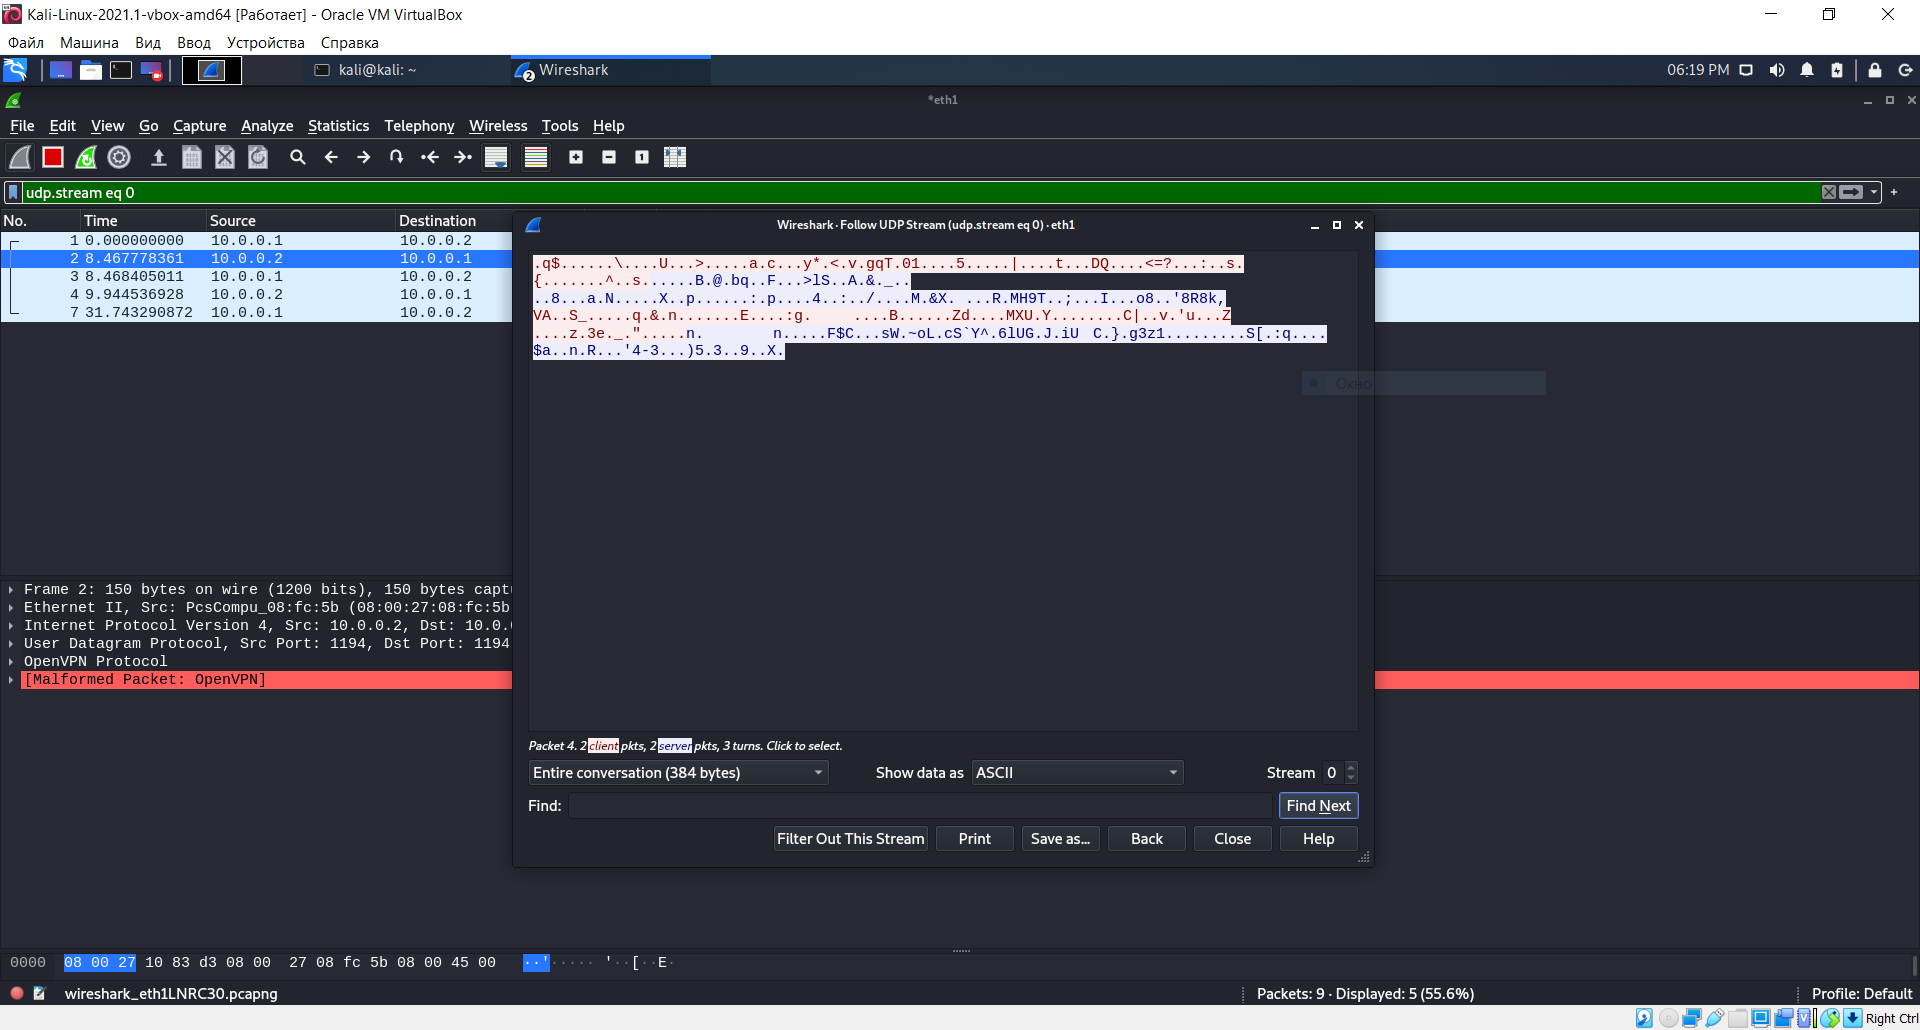 Kali-Linux-2021.1-vbox-amd64 [Работает] - Oracle VM VirtualBox
Файл Машина Вид Ввод Устройства Справка
kali@kali: ~
2 Wireshark
06:19 PM
*eth1
File Edit View Go Capture Analyze Statistics Telephony Wireless Tools Help
udp.stream eq 0
No. Time Source Destination
1 0.000000000 10.0.0.1 10.0.0.2
2 8.467778361 10.0.0.2 10.0.0.1
3 8.468405011 10.0.0.1 10.0.0.2
4 9.944536928 10.0.0.2 10.0.0.1
7 31.743290872 10.0.0.1 10.0.0.2
Wireshark · Follow UDP Stream (udp.stream eq 0) · eth1
.q$......\....U...>.....a.c...y*.<.v.gqT.01....5.....|....t...DQ....<=?...:..s.
{.......^..s......B.@.bq..F...>lS..A.&._..
..8...a.N.....X..p......:.p....4..:../....M.&X. ...R.MH9T..;...I...o8..'8R8k,
VA..S_.....q.&.n.......E....:g. ....B......Zd....MXU.Y........C|..v.'u...Z
....z.3e._.".....n. n.....F$C...sW.~oL.cS`Y^.6lUG.J.iU C.}.g3z1.........S[.:q....
$a..n.R...'4-3...)5.3..9..X.
Окно
Packet 4. 2 client pkts, 2 server pkts, 3 turns. Click to select.
Entire conversation (384 bytes) Show data as ASCII Stream 0
Find: Find Next
Filter Out This Stream Print Save as... Back Close Help
Frame 2: 150 bytes on wire (1200 bits), 150 bytes capt
Ethernet II, Src: PcsCompu_08:fc:5b (08:00:27:08:fc:5b
Internet Protocol Version 4, Src: 10.0.0.2, Dst: 10.0.
User Datagram Protocol, Src Port: 1194, Dst Port: 1194
OpenVPN Protocol
[Malformed Packet: OpenVPN]
0000 08 00 27 10 83 d3 08 00 27 08 fc 5b 08 00 45 00 ··'····· '··[··E·
wireshark_eth1LNRC30.pcapng
Packets: 9 · Displayed: 5 (55.6%)
Profile: Default
Right Ctrl